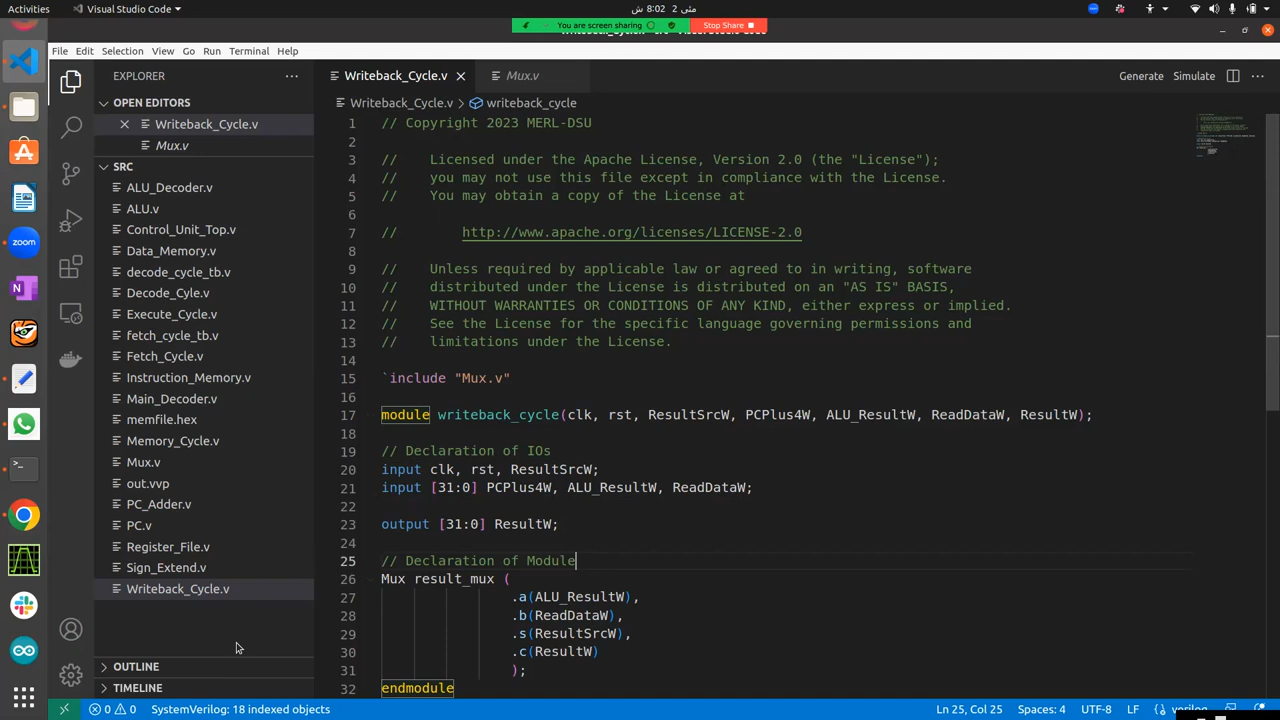 Activities
Visual Studio Code
مئی 2  8:02 ش
You are screen sharing
Stop Share
File Edit Selection View Go Run Terminal Help
EXPLORER
Writeback_Cycle.v
Mux.v
Generate
Simulate
OPEN EDITORS
Writeback_Cycle.v
Mux.v
Writeback_Cycle.v > writeback_cycle
SRC
ALU_Decoder.v
ALU.v
Control_Unit_Top.v
Data_Memory.v
decode_cycle_tb.v
Decode_Cyle.v
Execute_Cycle.v
fetch_cycle_tb.v
Fetch_Cycle.v
Instruction_Memory.v
Main_Decoder.v
memfile.hex
Memory_Cycle.v
Mux.v
out.vvp
PC_Adder.v
PC.v
Register_File.v
Sign_Extend.v
Writeback_Cycle.v
OUTLINE
TIMELINE
zoom
1 // Copyright 2023 MERL-DSU
2
3 //    Licensed under the Apache License, Version 2.0 (the "License");
4 //    you may not use this file except in compliance with the License.
5 //    You may obtain a copy of the License at
6
7 //        http://www.apache.org/licenses/LICENSE-2.0
8
9 //    Unless required by applicable law or agreed to in writing, software
10 //    distributed under the License is distributed on an "AS IS" BASIS,
11 //    WITHOUT WARRANTIES OR CONDITIONS OF ANY KIND, either express or implied.
12 //    See the License for the specific language governing permissions and
13 //    limitations under the License.
14
15 `include "Mux.v"
16
17 module writeback_cycle(clk, rst, ResultSrcW, PCPlus4W, ALU_ResultW, ReadDataW, ResultW);
18
19 // Declaration of IOs
20 input clk, rst, ResultSrcW;
21 input [31:0] PCPlus4W, ALU_ResultW, ReadDataW;
22
23 output [31:0] ResultW;
24
25 // Declaration of Module
26 Mux result_mux (
27 .a(ALU_ResultW),
28 .b(ReadDataW),
29 .s(ResultSrcW),
30 .c(ResultW)
31 );
32 endmodule
0 0 SystemVerilog: 18 indexed objects
Ln 25, Col 25
Spaces: 4
UTF-8
LF
verilog